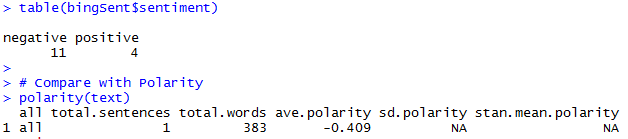 > table(bingSent$sentiment)
negative positive
11 4
>
> # Compare with Polarity
> polarity(text)
all total.sentences total.words ave.polarity sd.polarity stan.mean.polarity
1 all 1 383 -0.409 NA NA